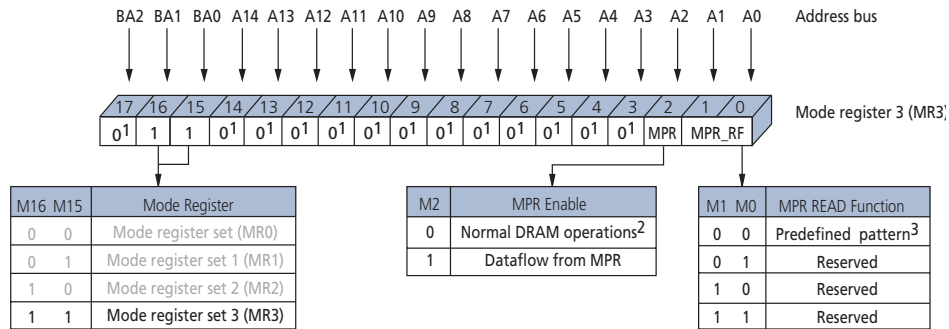 BA2 BA1 BA0 A14 A13 A12 A11 A10 A9 A8 A7 A6 A5 A4 A3 A2 A1 A0 Address bus
17 16 15 14 13 12 11 10 9 8 7 6 5 4 3 2 1 0 Mode register 3 (MR3)
0¹ 1 1 0¹ 0¹ 0¹ 0¹ 0¹ 0¹ 0¹ 0¹ 0¹ 0¹ 0¹ 0¹ MPR MPR_RF
M16 M15 Mode Register
0 0 Mode register set (MR0)
0 1 Mode register set 1 (MR1)
1 0 Mode register set 2 (MR2)
1 1 Mode register set 3 (MR3)
M2 MPR Enable
0 Normal DRAM operations²
1 Dataflow from MPR
M1 M0 MPR READ Function
0 0 Predefined pattern³
0 1 Reserved
1 0 Reserved
1 1 Reserved